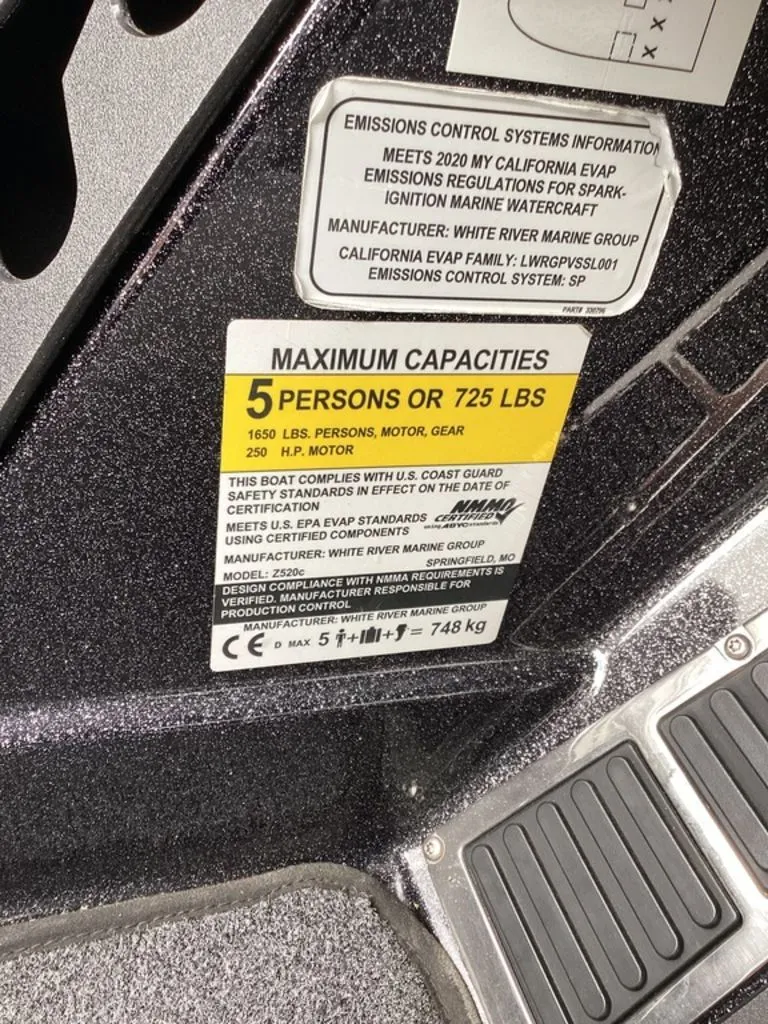 x
x
EMISSIONS CONTROL SYSTEMS INFORMATION
MEETS 2020 MY CALIFORNIA EVAP
EMISSIONS REGULATIONS FOR SPARK-
IGNITION MARINE WATERCRAFT
MANUFACTURER: WHITE RIVER MARINE GROUP
CALIFORNIA EVAP FAMILY: LWRGPVSSL001
EMISSIONS CONTROL SYSTEM: SP
PART# 330796
MAXIMUM CAPACITIES
5 PERSONS OR 725 LBS
1650 LBS. PERSONS, MOTOR, GEAR
250 H.P. MOTOR
THIS BOAT COMPLIES WITH U.S. COAST GUARD
SAFETY STANDARDS IN EFFECT ON THE DATE OF
CERTIFICATION
NMMA
CERTIFIED
using ABYC standards
MEETS U.S. EPA EVAP STANDARDS
USING CERTIFIED COMPONENTS
MANUFACTURER: WHITE RIVER MARINE GROUP
SPRINGFIELD, MO
MODEL: Z520c
DESIGN COMPLIANCE WITH NMMA REQUIREMENTS IS
VERIFIED. MANUFACTURER RESPONSIBLE FOR
PRODUCTION CONTROL
MANUFACTURER: WHITE RIVER MARINE GROUP
CE D MAX 5 + + = 748 kg